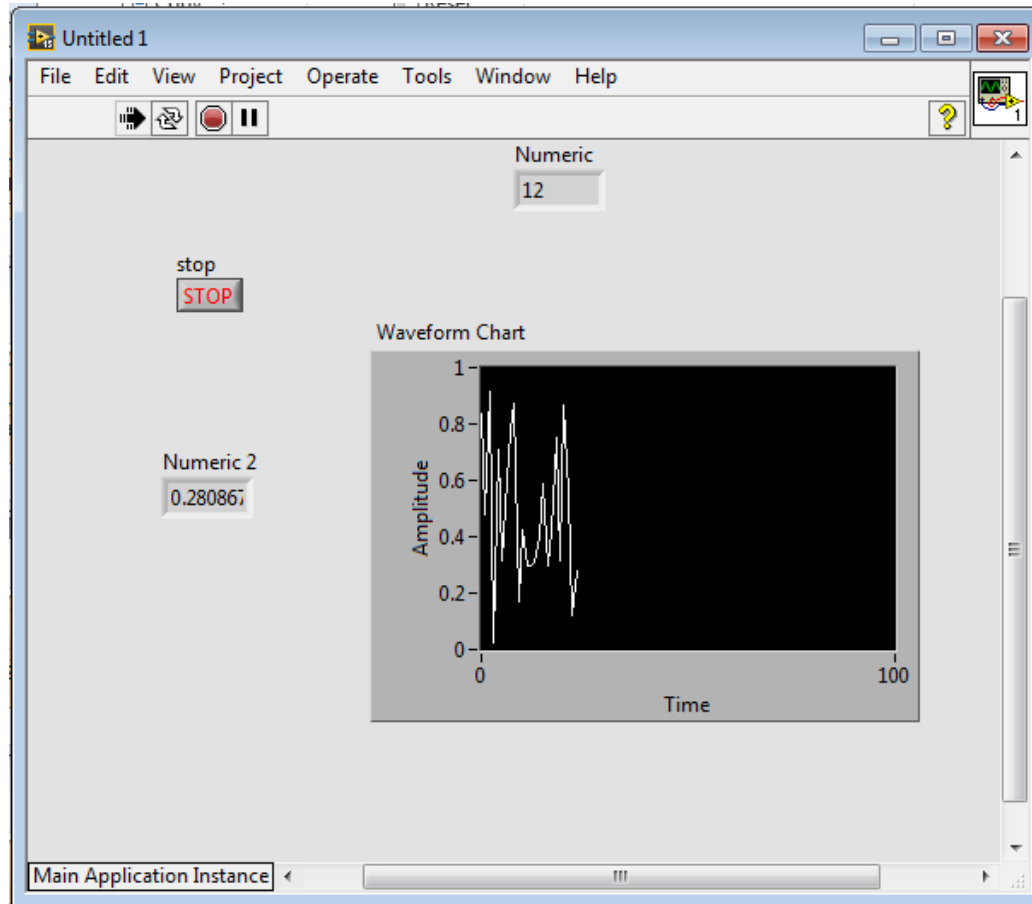 Untitled 1
File Edit View Project Operate Tools Window Help
Numeric
12
stop
STOP
Waveform Chart
Numeric 2
0.280867
1
0.8
0.6
0.4
0.2
0
Amplitude
0 100
Time
Main Application Instance